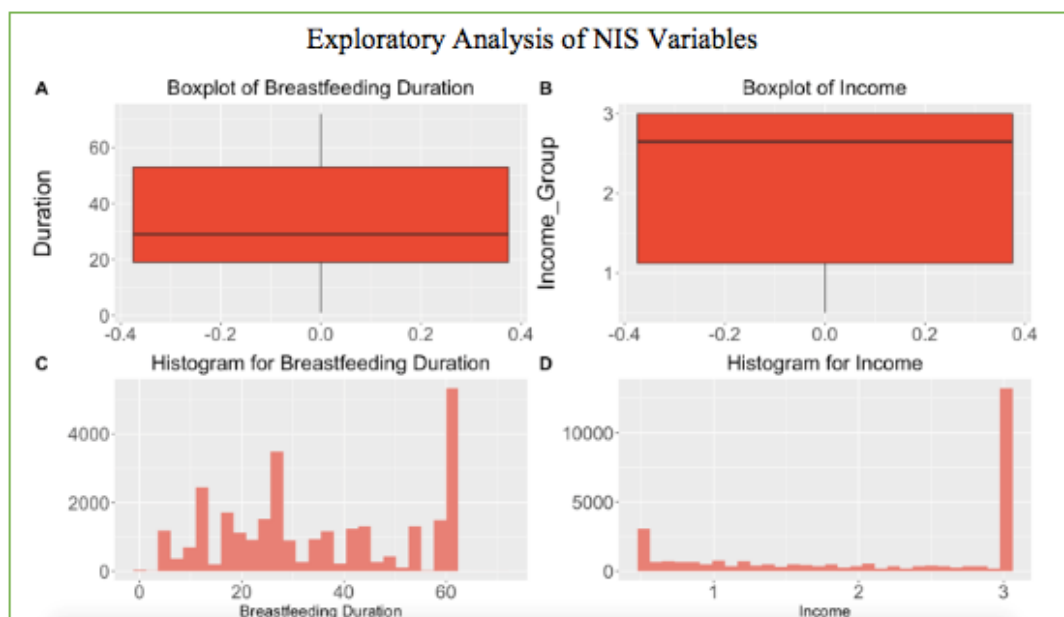 Exploratory Analysis of NIS Variables
A Boxplot of Breastfeeding Duration
Duration
60
40
20
0
-0.4 -0.2 0.0 0.2 0.4
B Boxplot of Income
Income_Group
3
2
1
-0.4 -0.2 0.0 0.2 0.4
C Histogram for Breastfeeding Duration
4000
2000
0
0 20 40 60
Breastfeeding Duration
D Histogram for Income
10000
5000
0
1 2 3
Income